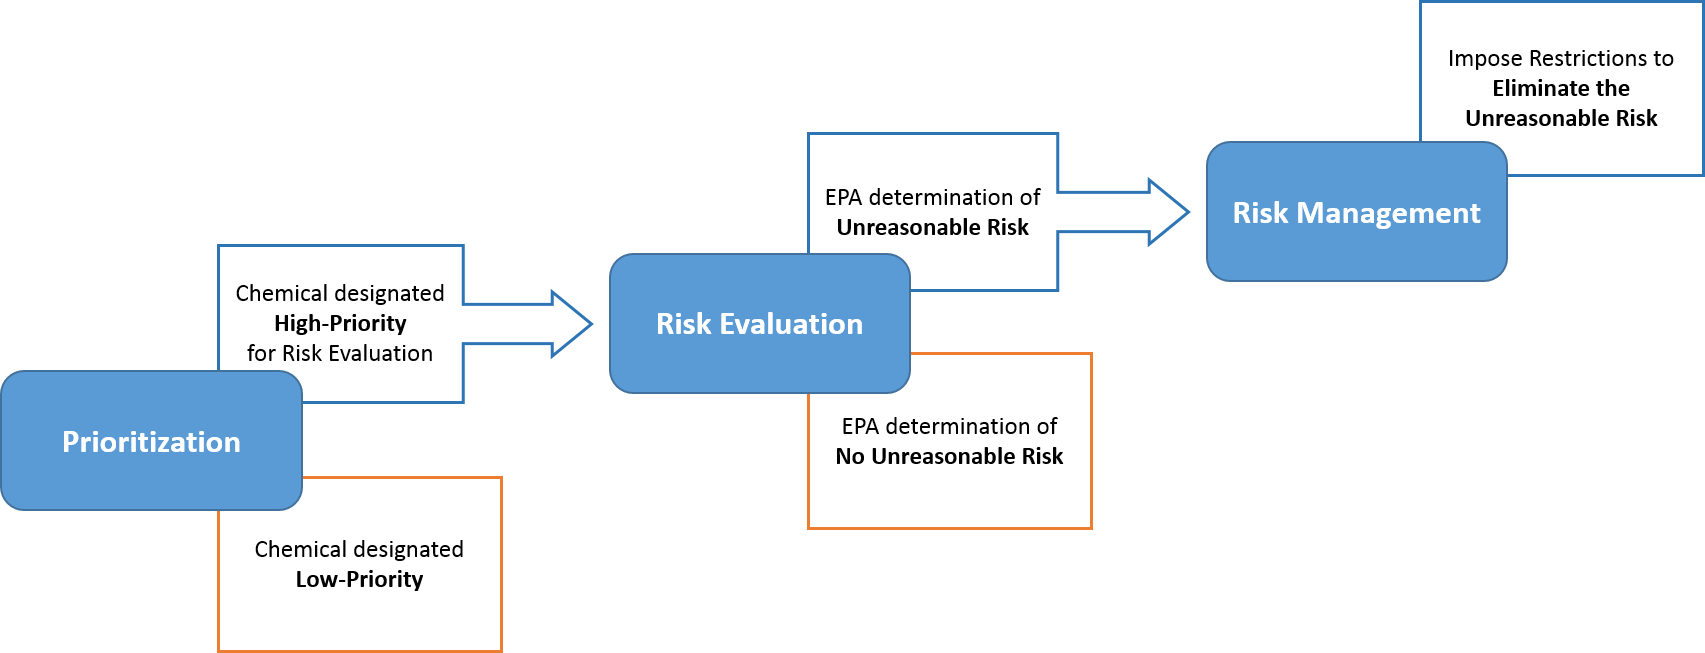 Prioritization
Chemical designated
High-Priority
for Risk Evaluation
Chemical designated
Low-Priority
Risk Evaluation
EPA determination of
Unreasonable Risk
EPA determination of
No Unreasonable Risk
Risk Management
Impose Restrictions to
Eliminate the
Unreasonable Risk